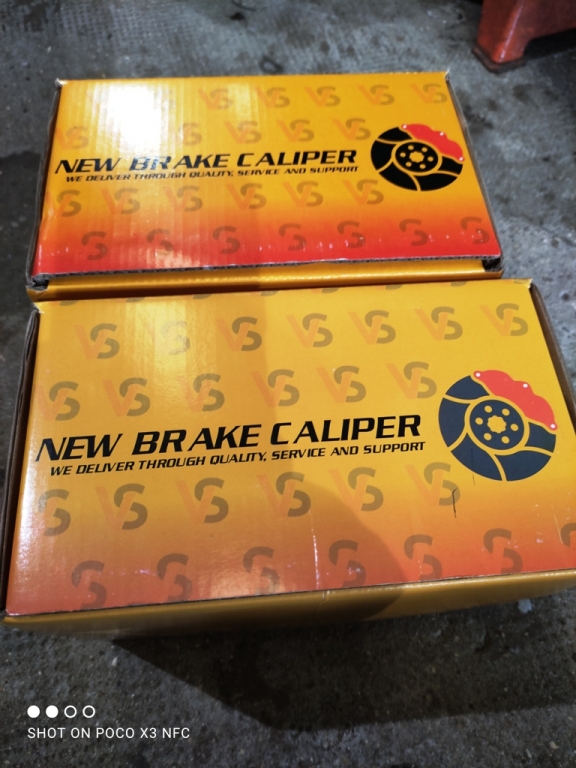 NEW BRAKE CALIPER
WE DELIVER THROUGH QUALITY, SERVICE AND SUPPORT
NEW BRAKE CALIPER
WE DELIVER THROUGH QUALITY, SERVICE AND SUPPORT
SHOT ON POCO X3 NFC